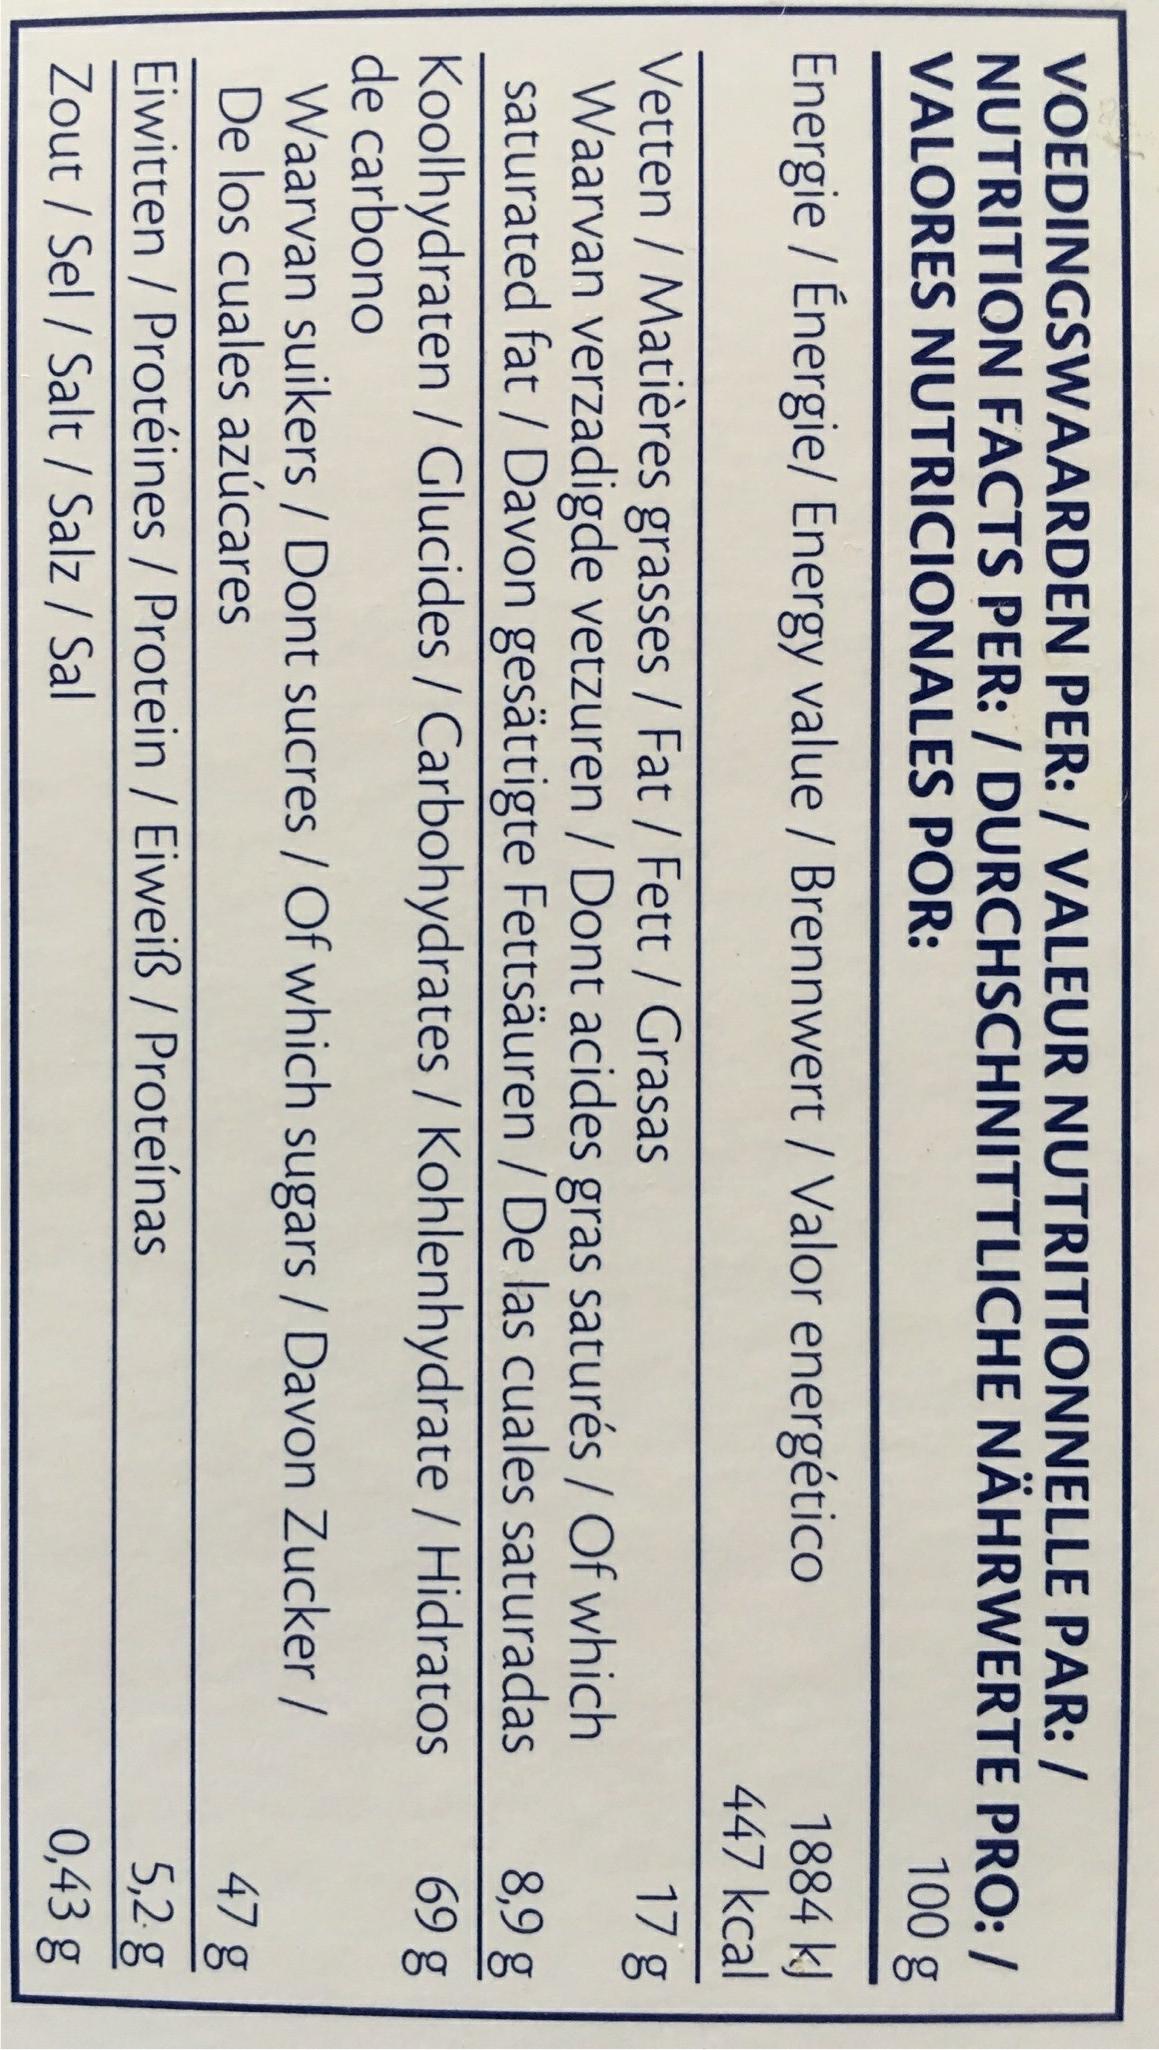 VOEDINGSWAARDEN PER: / VALEUR NUTRITIONNELLE PAR: /
NUTRITION FACTS PER: / DURCHSCHNITTLICHE NÄHRWERTE PRO: /
VALORES NUTRICIONALES POR: 100 g
Energie / Énergie/ Energy value / Brennwert / Valor energético 1884 kJ
447 kcal
Vetten / Matières grasses / Fat / Fett / Grasas 17 g
Waarvan verzadigde vetzuren / Dont acides gras saturés / Of which
saturated fat / Davon gesättigte Fettsäuren / De las cuales saturadas 8,9 g
Koolhydraten / Glucides / Carbohydrates / Kohlenhydrate / Hidratos 69 g
de carbono
Waarvan suikers / Dont sucres / Of which sugars / Davon Zucker /
De los cuales azúcares 47 g
Eiwitten / Protéines / Protein / Eiweiß / Proteínas 5,2 g
Zout / Sel / Salt / Salz / Sal 0,43 g